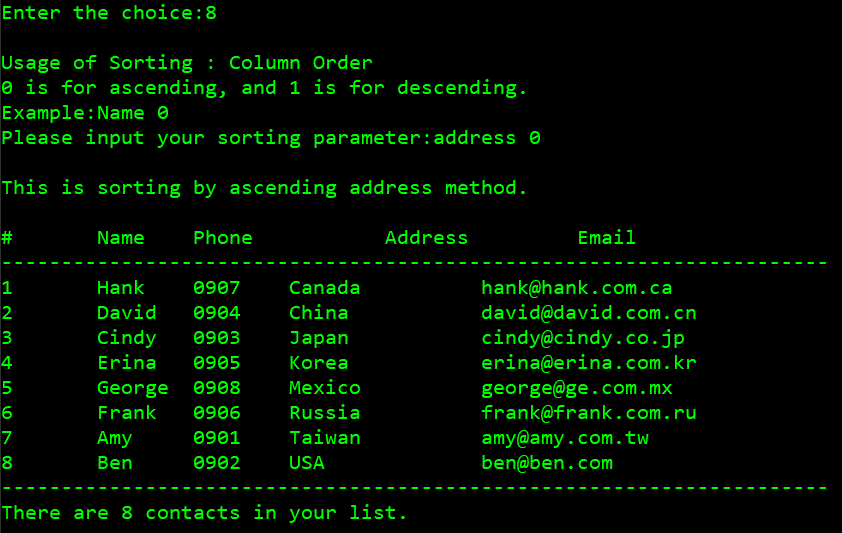 Enter the choice:8
Usage of Sorting : Column Order
0 is for ascending, and 1 is for descending.
Example:Name 0
Please input your sorting parameter:address 0
This is sorting by ascending address method.
# Name Phone Address Email
---------------------------------------------------------------------
1 Hank 0907 Canada hank@hank.com.ca
2 David 0904 China david@david.com.cn
3 Cindy 0903 Japan cindy@cindy.co.jp
4 Erina 0905 Korea erina@erina.com.kr
5 George 0908 Mexico george@ge.com.mx
6 Frank 0906 Russia frank@frank.com.ru
7 Amy 0901 Taiwan amy@amy.com.tw
8 Ben 0902 USA ben@ben.com
---------------------------------------------------------------------
There are 8 contacts in your list.